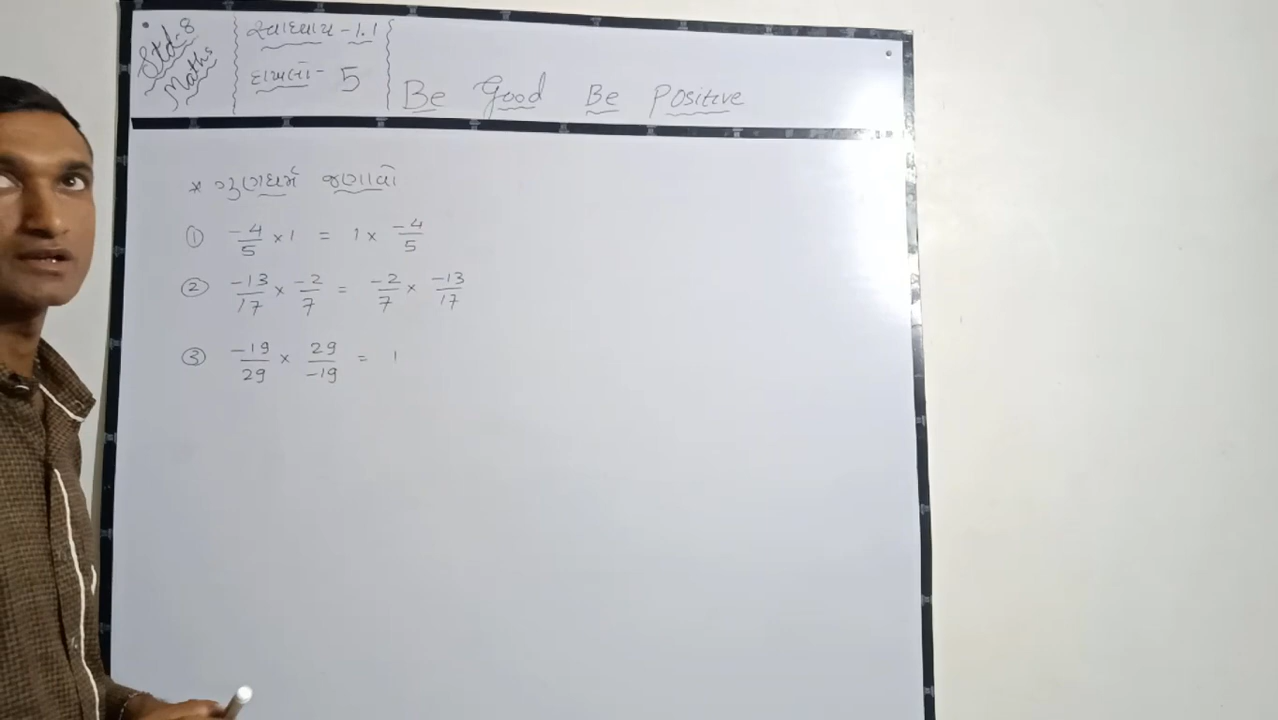 Std-8
Maths
સ્વાધ્યાય-1.1
દાખલો- 5
Be Good Be Positive
* ગુણધર્મ જણાવો
① -4/5 × 1 = 1 × -4/5
② -13/17 × -2/7 = -2/7 × -13/17
③ -19/29 × 29/-19 = 1